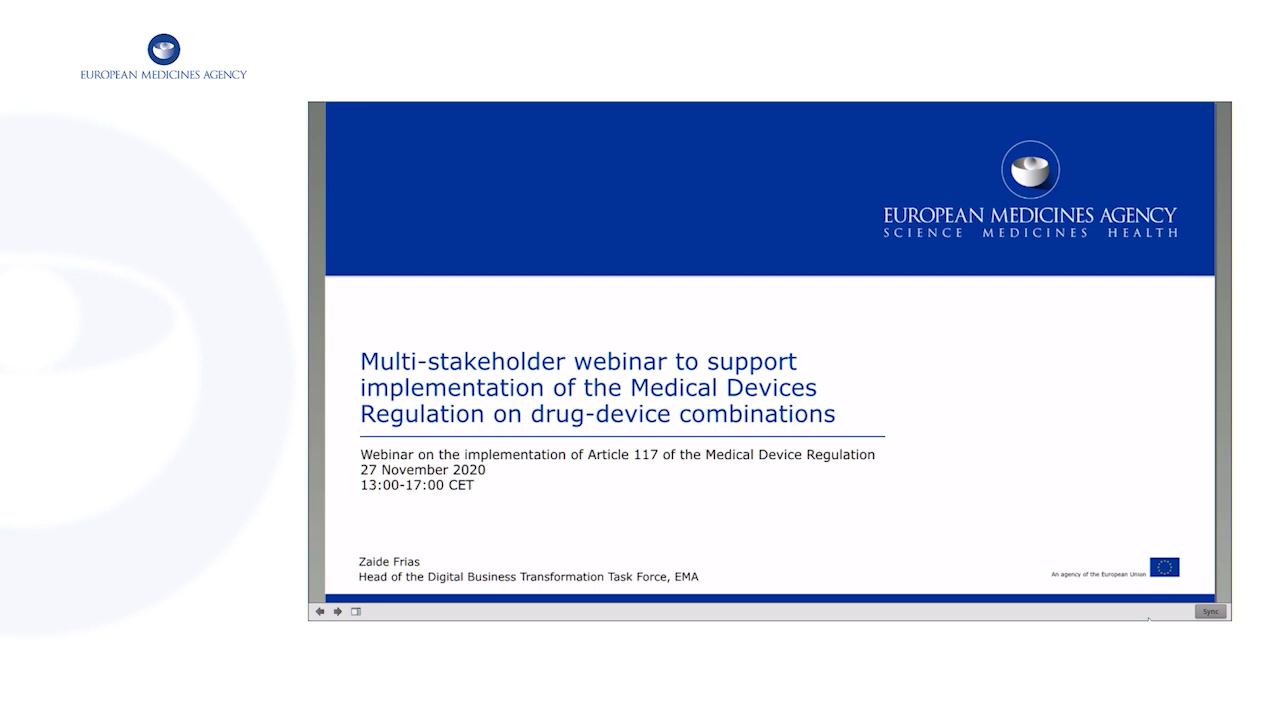 EUROPEAN MEDICINES AGENCY
EUROPEAN MEDICINES AGENCY
SCIENCE MEDICINES HEALTH
Multi-stakeholder webinar to support
implementation of the Medical Devices
Regulation on drug-device combinations
Webinar on the implementation of Article 117 of the Medical Device Regulation
27 November 2020
13:00-17:00 CET
Zaide Frias
Head of the Digital Business Transformation Task Force, EMA
An agency of the European Union
Sync